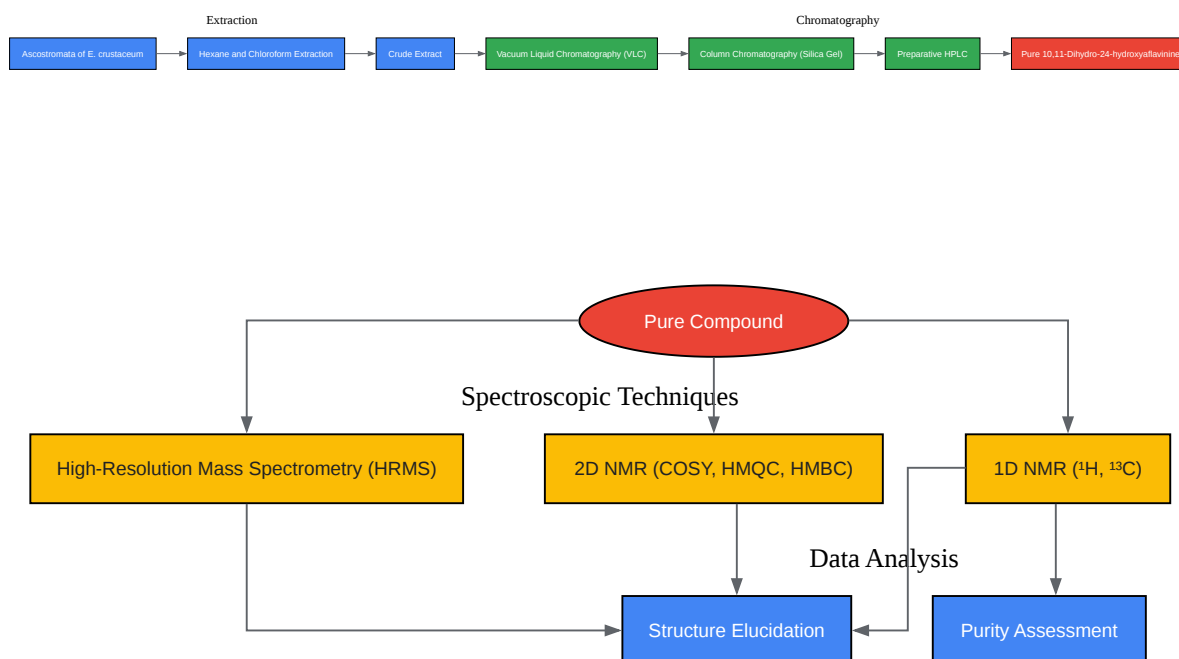 Extraction
Chromatography
Ascostromata of E. crustaceum
Hexane and Chloroform Extraction
Crude Extract
Vacuum Liquid Chromatography (VLC)
Column Chromatography (Silica Gel)
Preparative HPLC
Pure 10,11-Dihydro-24-hydroxyaflavinine
Pure Compound
Spectroscopic Techniques
High-Resolution Mass Spectrometry (HRMS)
2D NMR (COSY, HMQC, HMBC)
1D NMR (¹H, ¹³C)
Data Analysis
Structure Elucidation
Purity Assessment